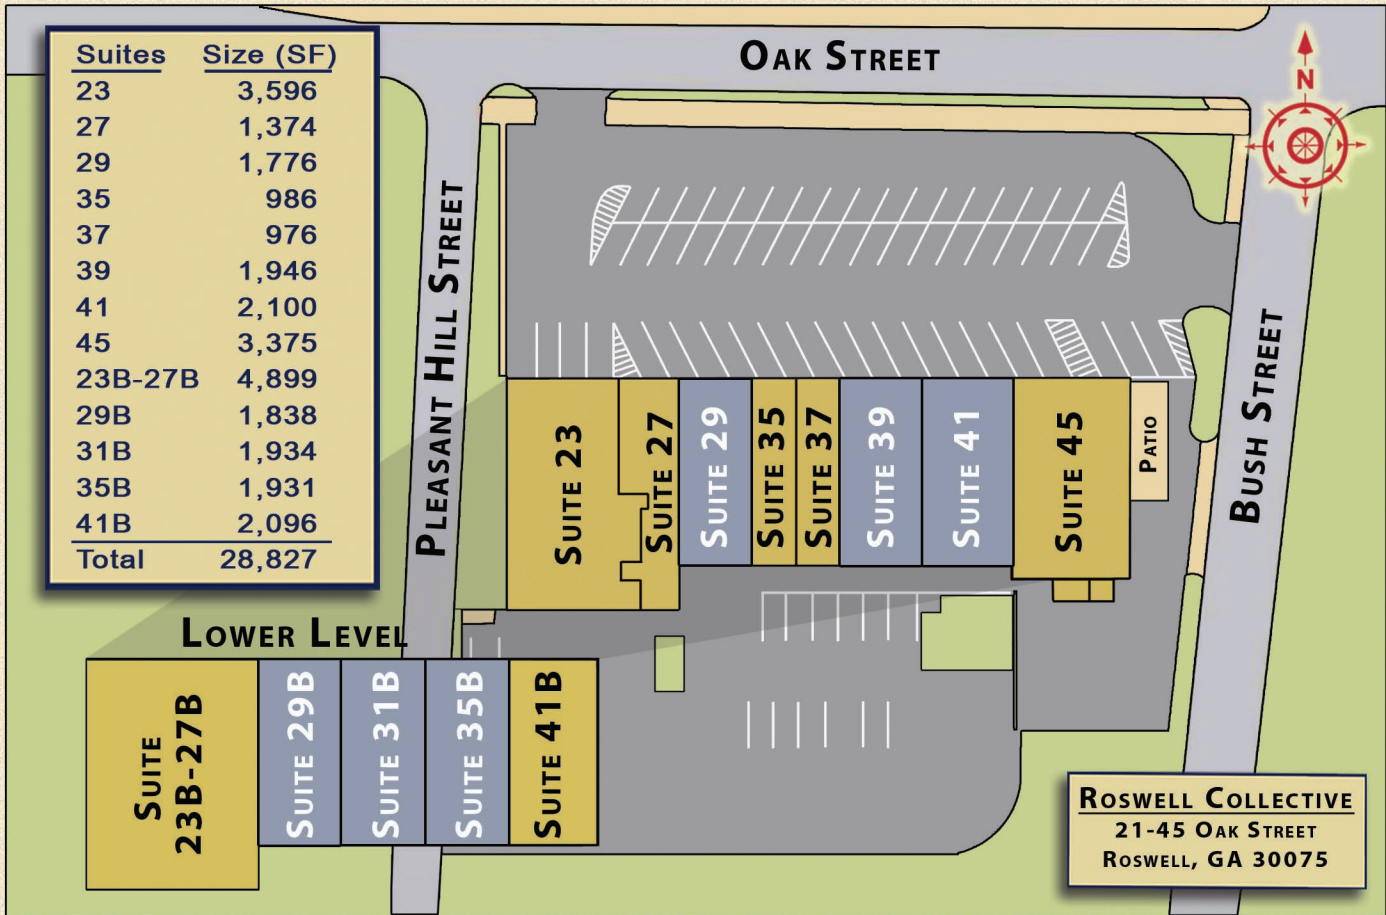 Oak Street
N
Suites Size (SF)
23 3,596
27 1,374
29 1,776
35 986
37 976
39 1,946
41 2,100
45 3,375
23B-27B 4,899
29B 1,838
31B 1,934
35B 1,931
41B 2,096
Total 28,827
Pleasant Hill Street
Bush Street
Suite 23
Suite 27
Suite 29
Suite 35
Suite 37
Suite 39
Suite 41
Suite 45
Patio
Lower Level
Suite
23B-27B
Suite 29B
Suite 31B
Suite 35B
Suite 41B
Roswell Collective
21-45 Oak Street
Roswell, GA 30075